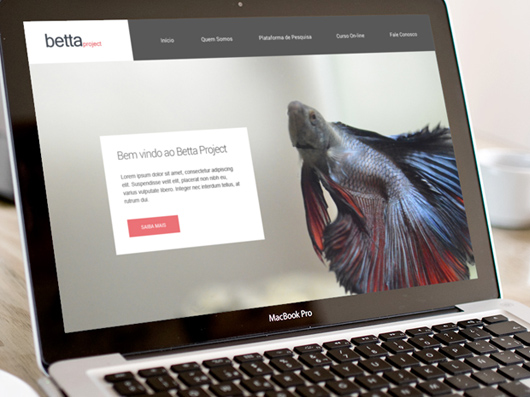 bettaproject
Início
Quem Somos
Plataforma de Pesquisa
Curso On-line
Fale Conosco
Bem vindo ao Betta Project
Lorem ipsum dolor sit amet, consectetur adipiscing
elit. Suspendisse velit elit, placerat non nibh eu,
varius vulputate libero. Integer nec interdum tellus, at
rutrum dui.
SAIBA MAIS
MacBook Pro